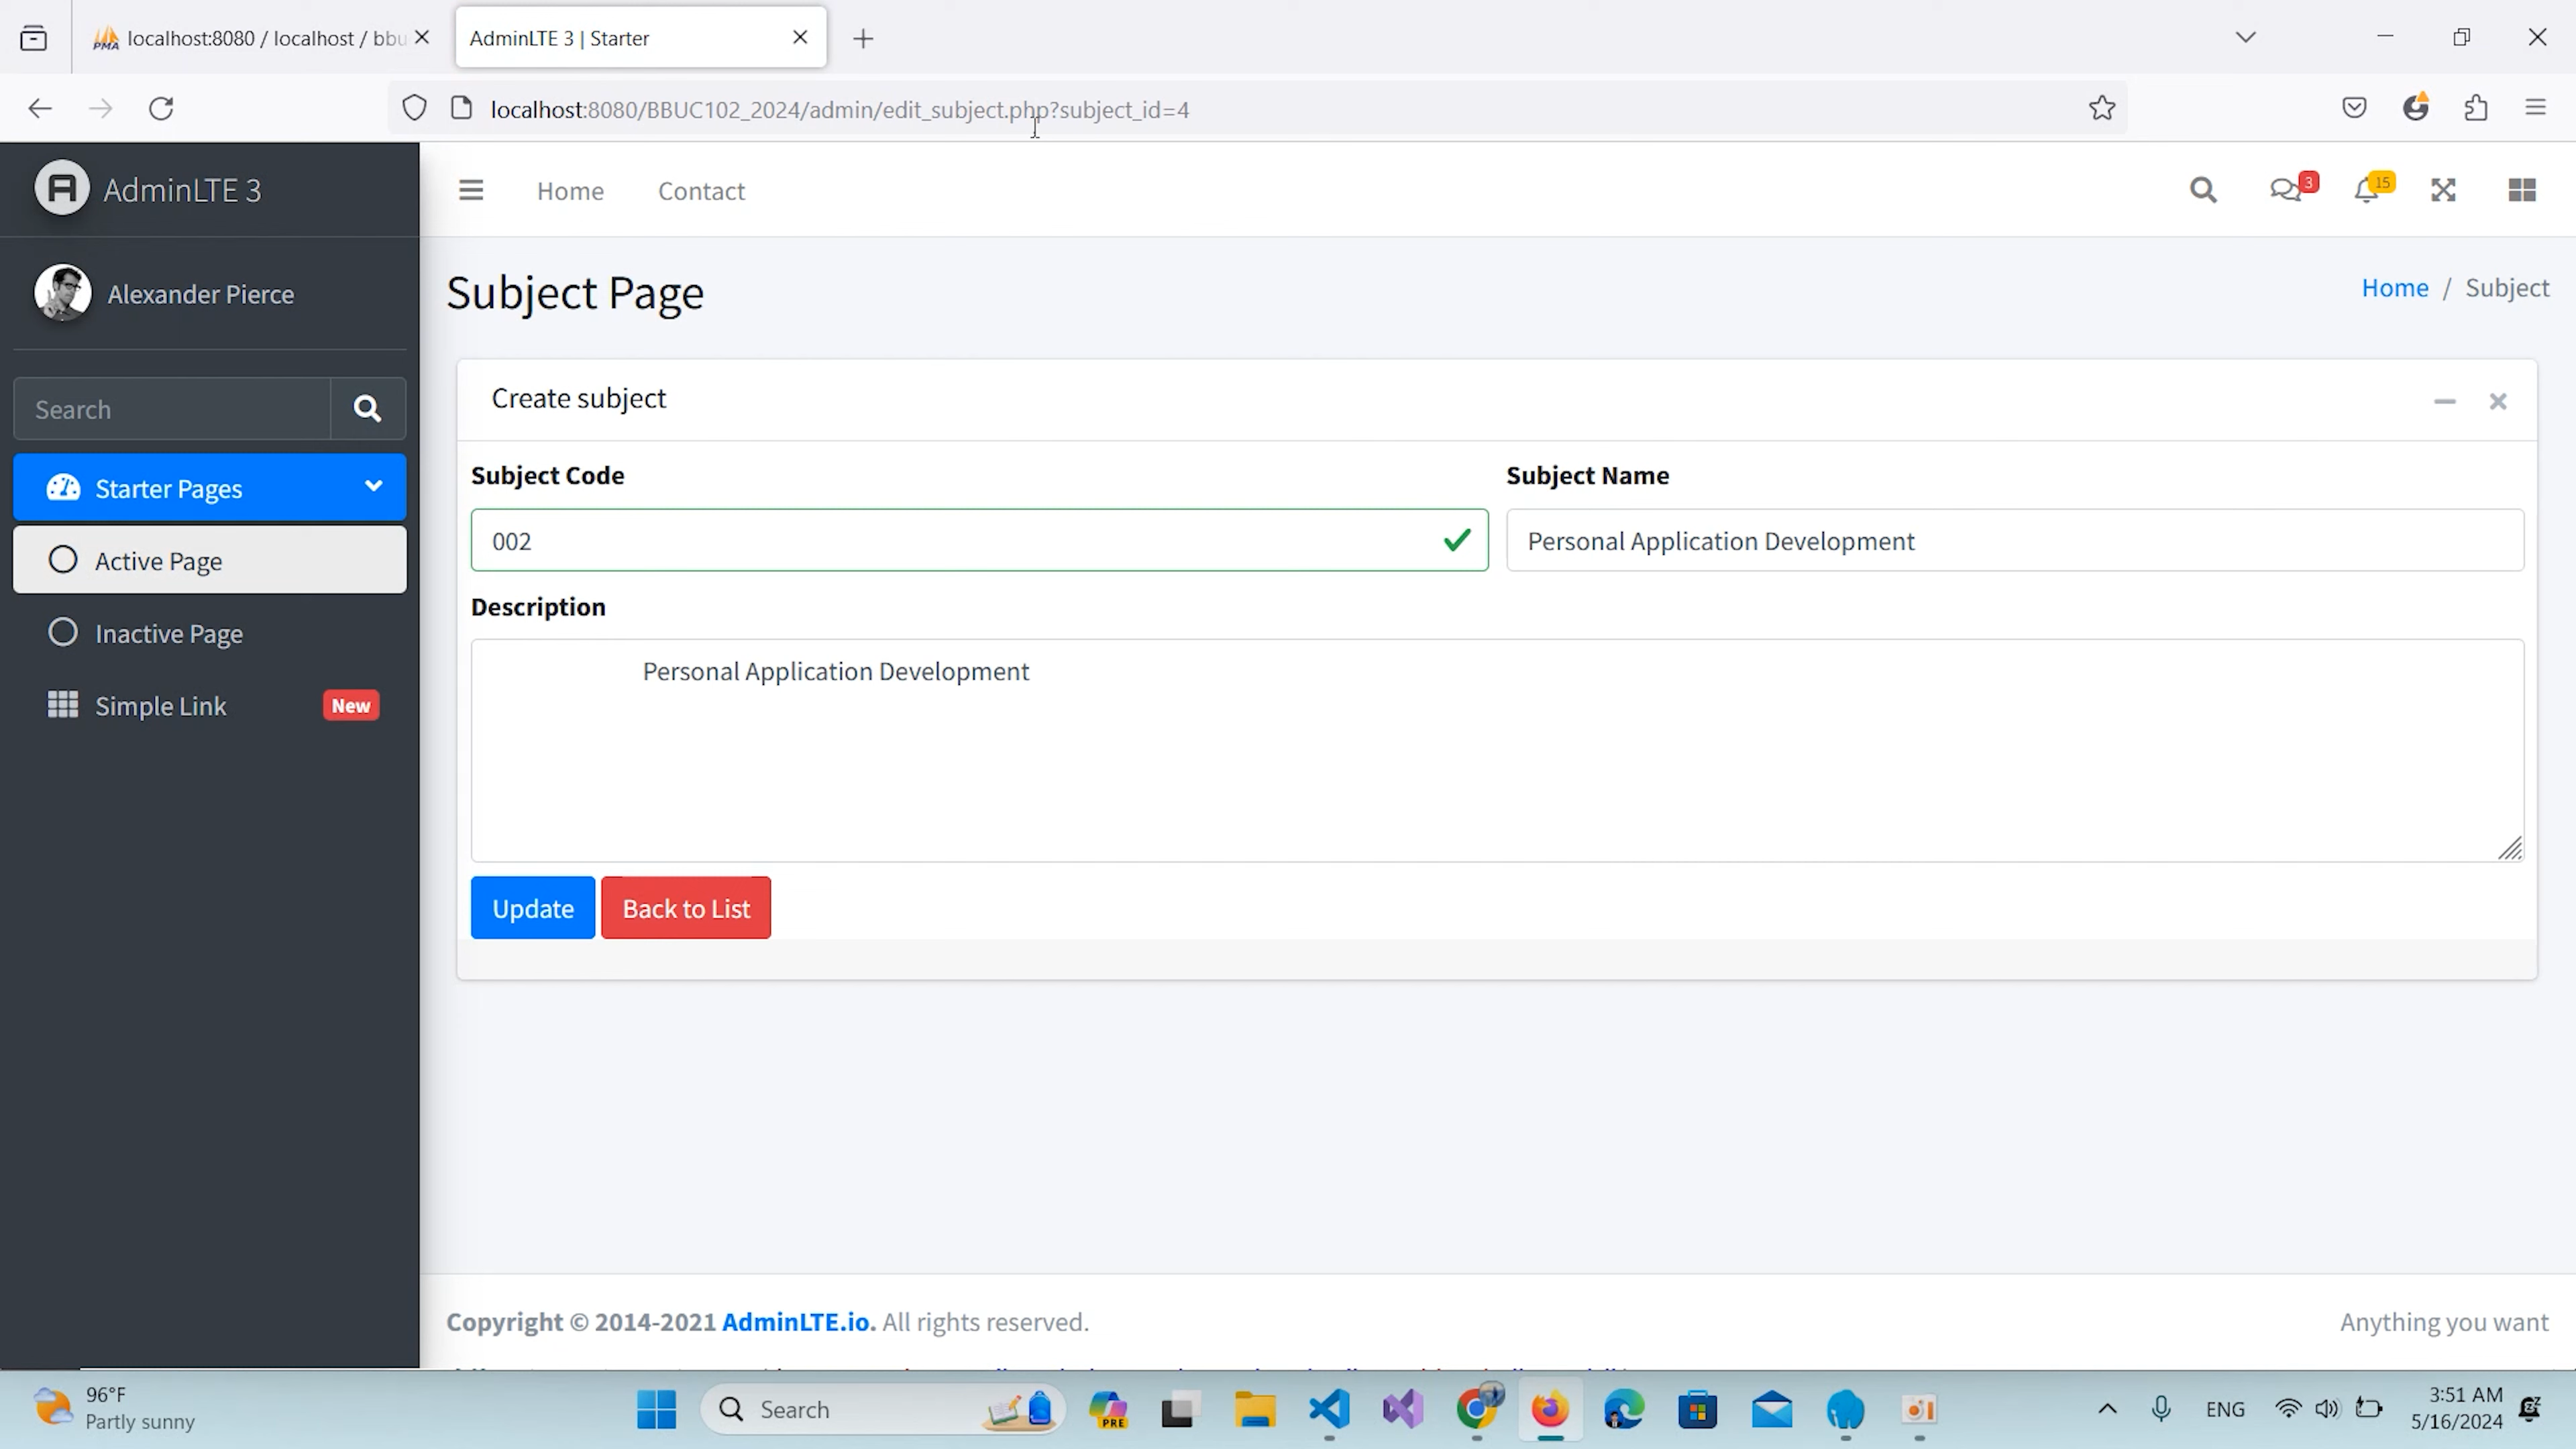 localhost:8080 / localhost / bbu
AdminLTE 3 | Starter
localhost:8080/BBUC102_2024/admin/edit_subject.php?subject_id=4
AdminLTE 3
Home
Contact
3
15
Alexander Pierce
Subject Page
Home / Subject
Search
Create subject
Starter Pages
Subject Code
Subject Name
002
Personal Application Development
Active Page
Description
Inactive Page
Personal Application Development
Simple Link
New
Update
Back to List
Copyright © 2014-2021 AdminLTE.io. All rights reserved.
Anything you want
96°F
Partly sunny
Search
PRE
ENG
3:51 AM
5/16/2024